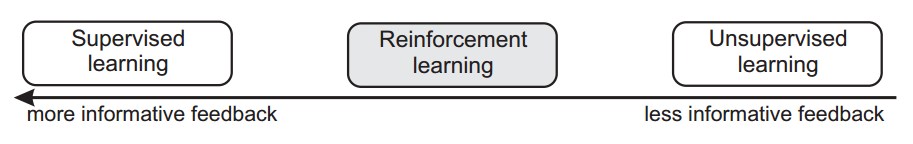 Supervised
learning
Reinforcement
learning
Unsupervised
learning
more informative feedback
less informative feedback